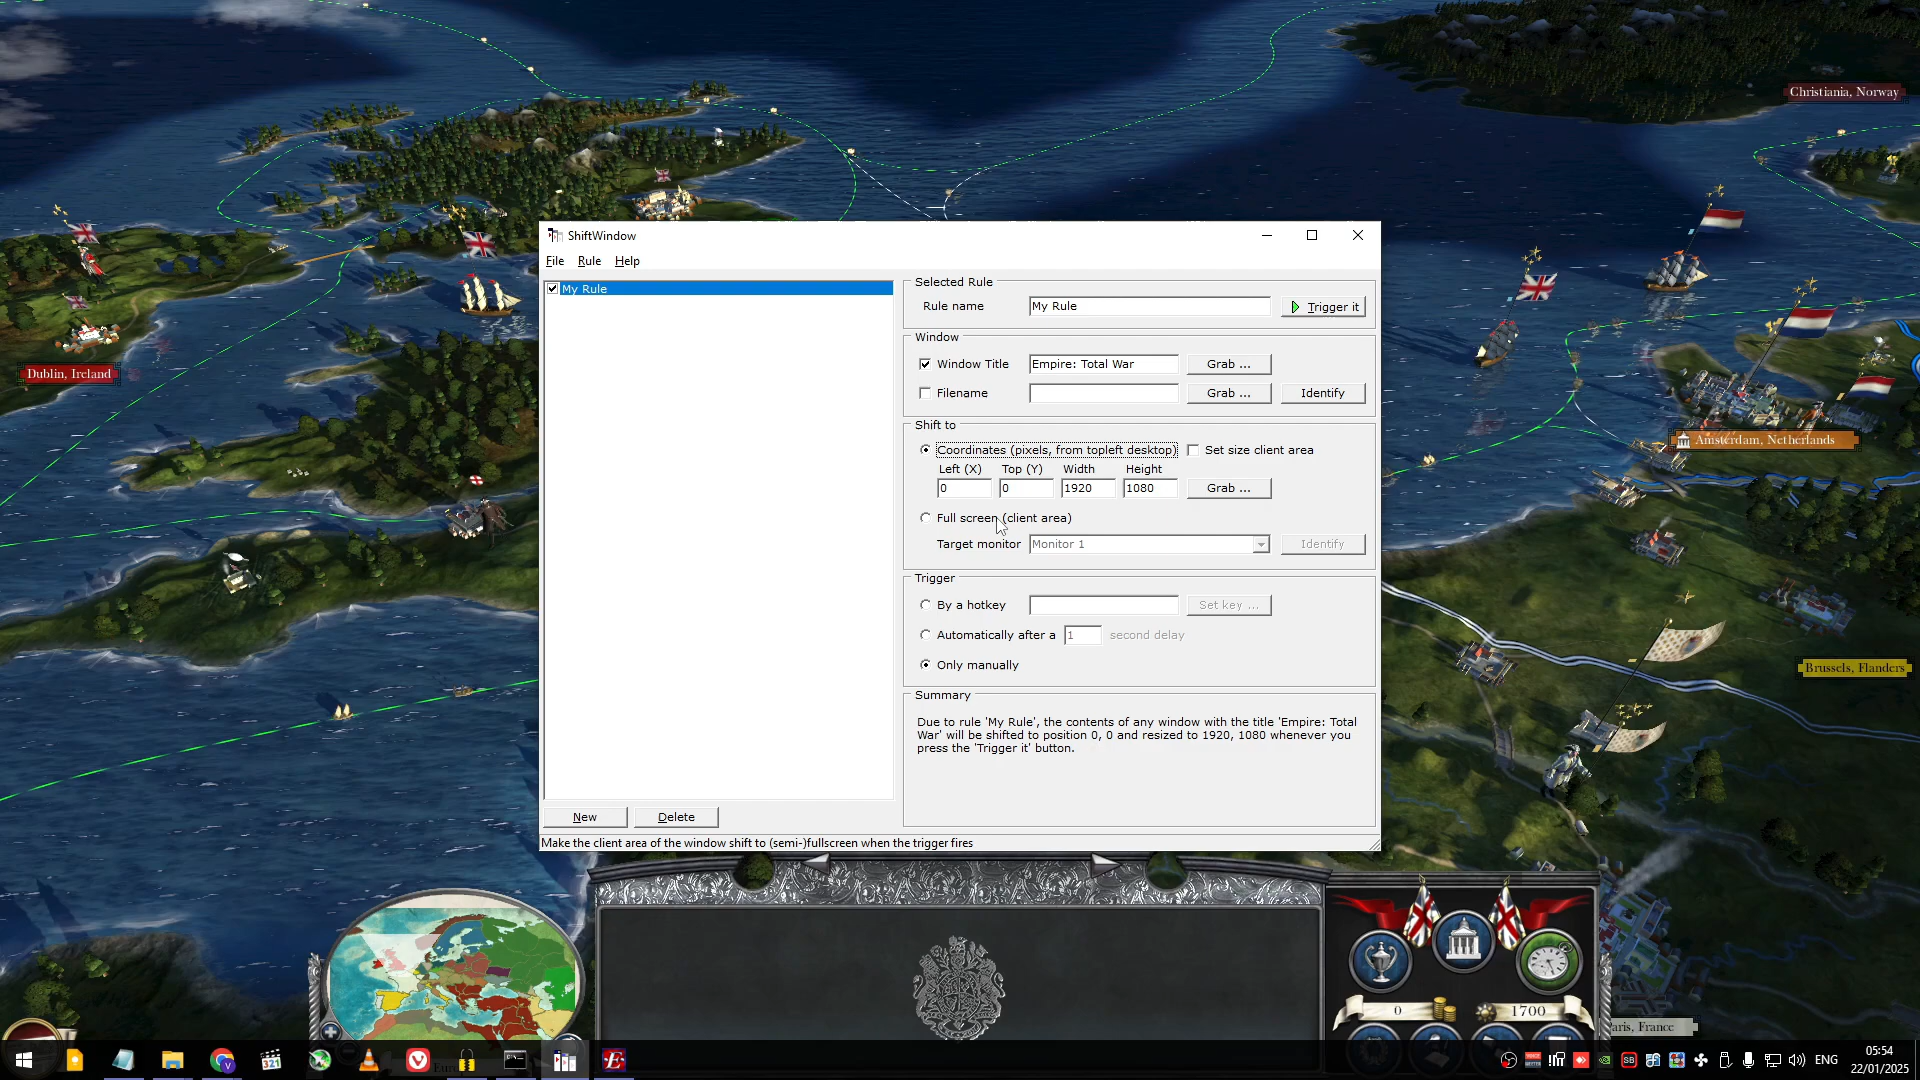 Christiania, Norway
Dublin, Ireland
Amsterdam, Netherlands
Brussels, Flanders
ShiftWindow
File Rule Help
My Rule
Selected Rule
Rule name My Rule Trigger it
Window
Window Title Empire: Total War Grab ...
Filename Grab ... Identify
Shift to
Coordinates (pixels, from topleft desktop) Set size client area
Left (X) Top (Y) Width Height
0 0 1920 1080 Grab ...
Full screen (client area)
Target monitor Monitor 1 Identify
Trigger
By a hotkey Set key ...
Automatically after a 1 second delay
Only manually
Summary
Due to rule 'My Rule', the contents of any window with the title 'Empire: Total
War' will be shifted to position 0, 0 and resized to 1920, 1080 whenever you
press the 'Trigger it' button.
New Delete
Make the client area of the window shift to (semi-)fullscreen when the trigger fires
0 1700
aris, France
321
V
E
SB
ENG
05:54
22/01/2025